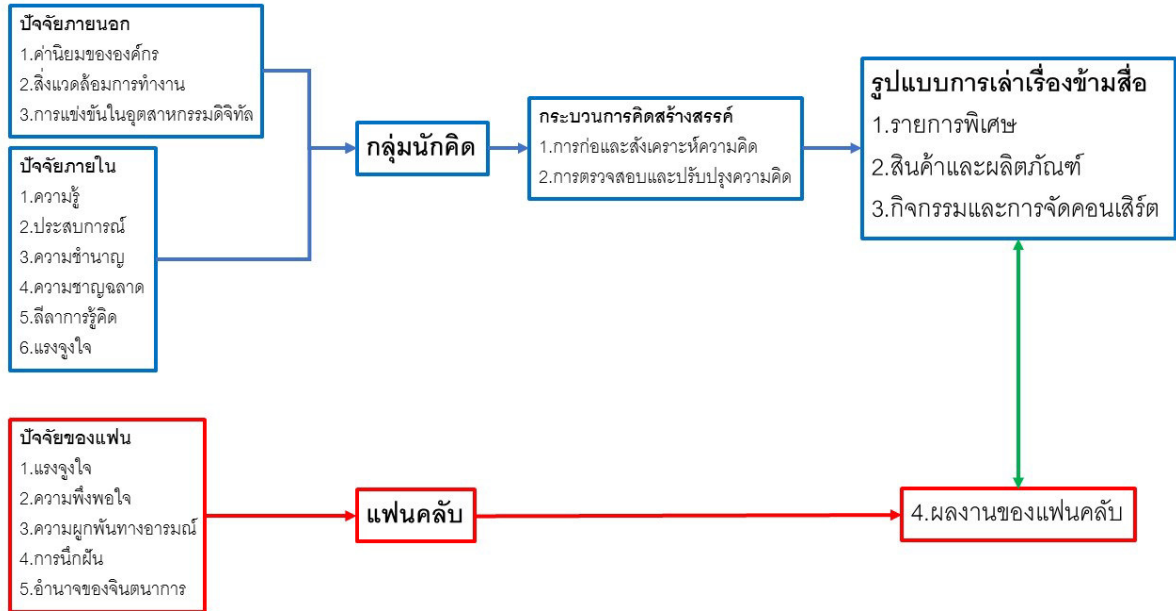 ปัจจัยภายนอก
1.ค่านิยมขององค์กร
2.สิ่งแวดล้อมการทำงาน
3.การแข่งขันในอุตสาหกรรมดิจิทัล
ปัจจัยภายใน
1.ความรู้
2.ประสบการณ์
3.ความชำนาญ
4.ความชาญฉลาด
5.ลีลาการรู้คิด
6.แรงจูงใจ
กลุ่มนักคิด
กระบวนการคิดสร้างสรรค์
1.การก่อและสังเคราะห์ความคิด
2.การตรวจสอบและปรับปรุงความคิด
รูปแบบการเล่าเรื่องข้ามสื่อ
1.รายการพิเศษ
2.สินค้าและผลิตภัณฑ์
3.กิจกรรมและการจัดคอนเสิร์ต
ปัจจัยของแฟน
1.แรงจูงใจ
2.ความพึงพอใจ
3.ความผูกพันทางอารมณ์
4.การนึกฝัน
5.อำนาจของจินตนาการ
แฟนคลับ
4.ผลงานของแฟนคลับ